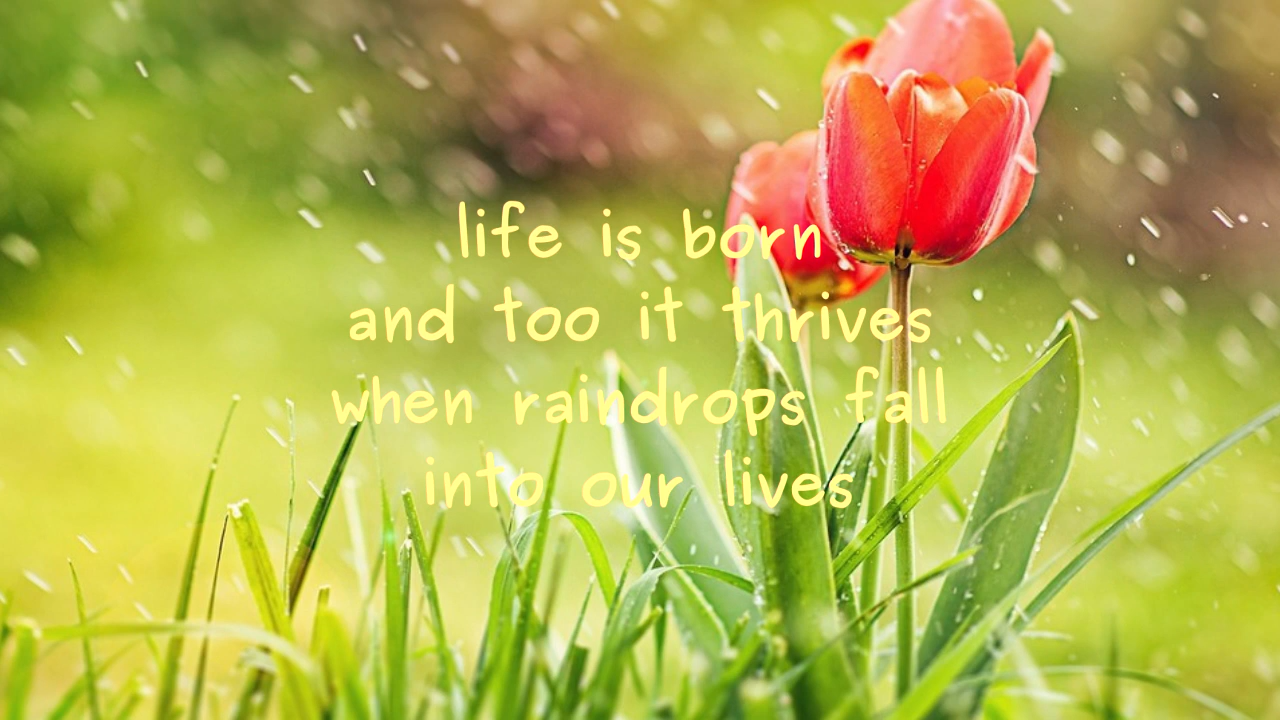 life is born
and too it thrives
when raindrops fall
into our lives